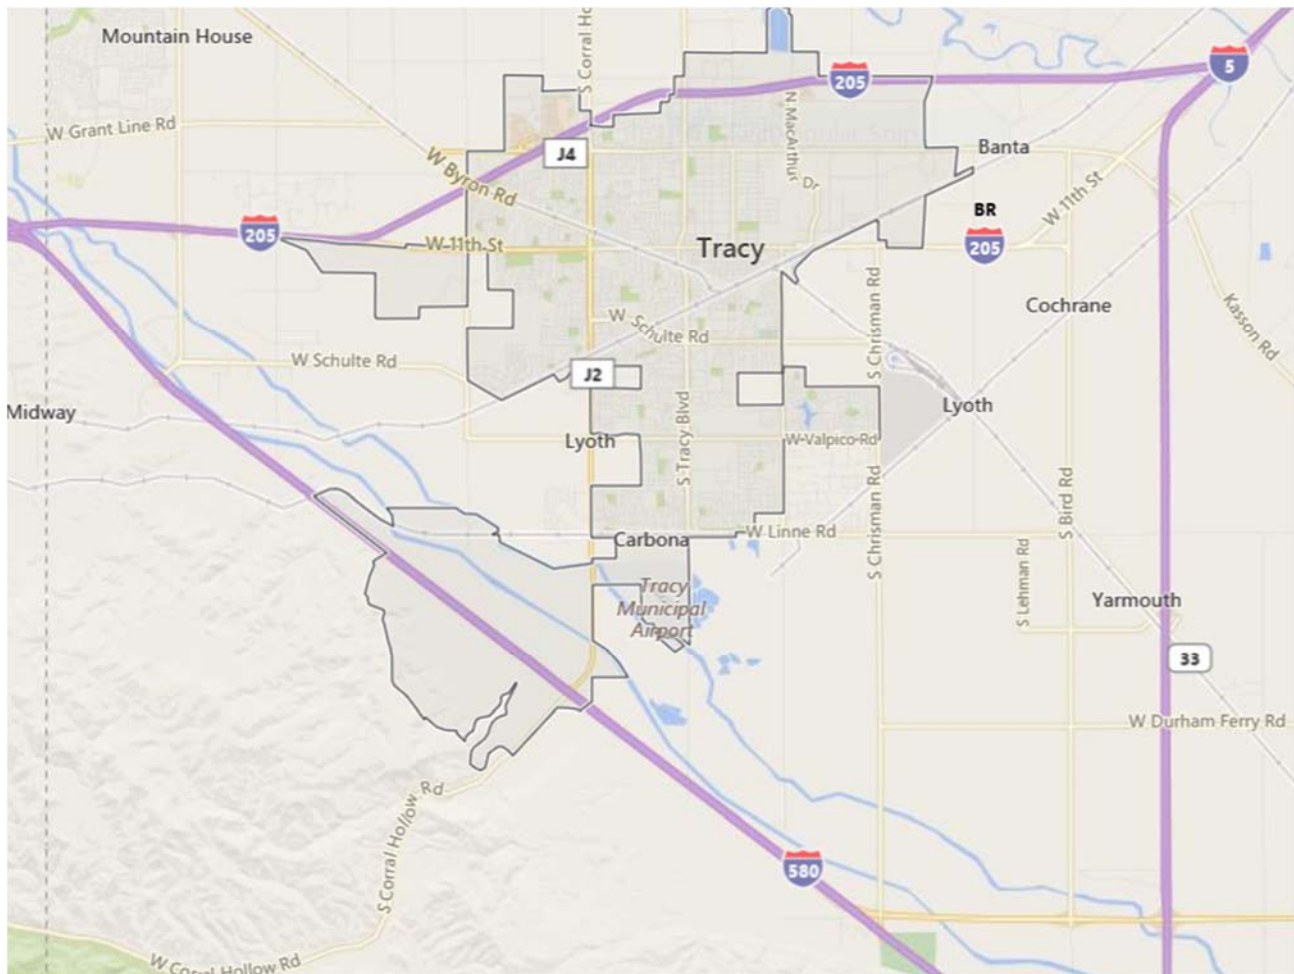 Mountain House
S Corral Ho
205
5
W Grant Line Rd
N MacArthur Dr
J4
Banta
W Byron Rd
W 11th St
BR
205
205
W 11th St
Tracy
S Chrisman Rd
Cochrane
Kasson Rd
W Schulte Rd
W Schulte Rd
J2
Midway
Lyoth
S Tracy Blvd
Lyoth
W Valpico Rd
S Chrisman Rd
S Bird Rd
Carbona
W Linne Rd
S Lehman Rd
Tracy
Municipal
Airport
Yarmouth
33
W Durham Ferry Rd
S Corral Hollow Rd
580
W Corral Hollow Rd